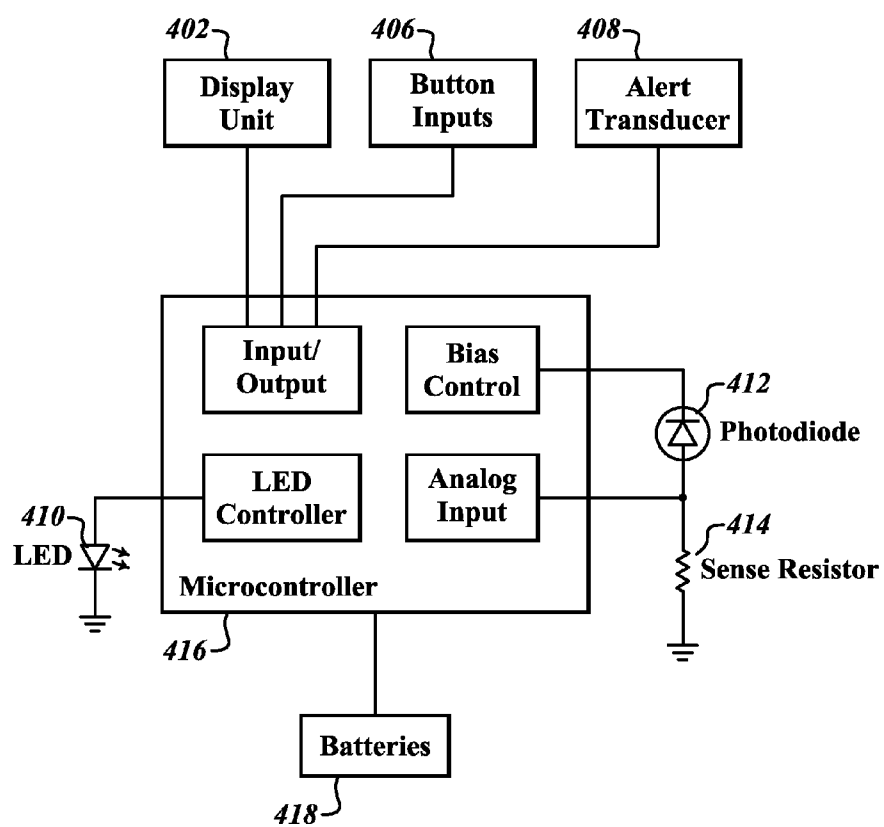 402
406
408
Display
Unit
Button
Inputs
Alert
Transducer
Input/
Output
Bias
Control
412
Photodiode
LED
Controller
Analog
Input
410
LED
414
Sense Resistor
Microcontroller
416
Batteries
418